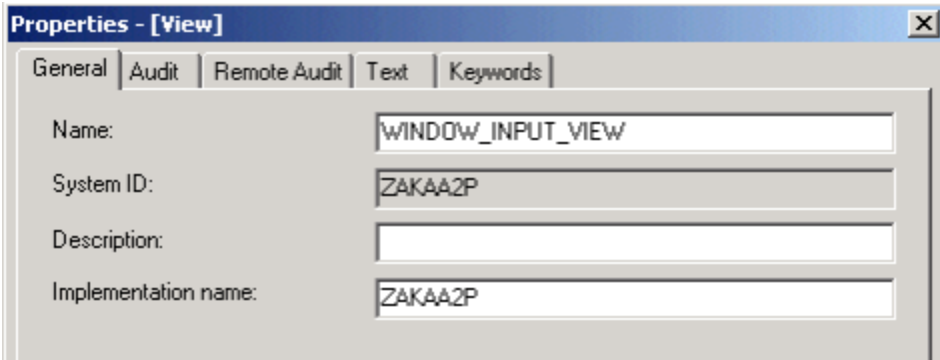 Properties - [View]
General Audit Remote Audit Text Keywords
Name: WINDOW_INPUT_VIEW
System ID: ZAKAA2P
Description:
Implementation name: ZAKAA2P